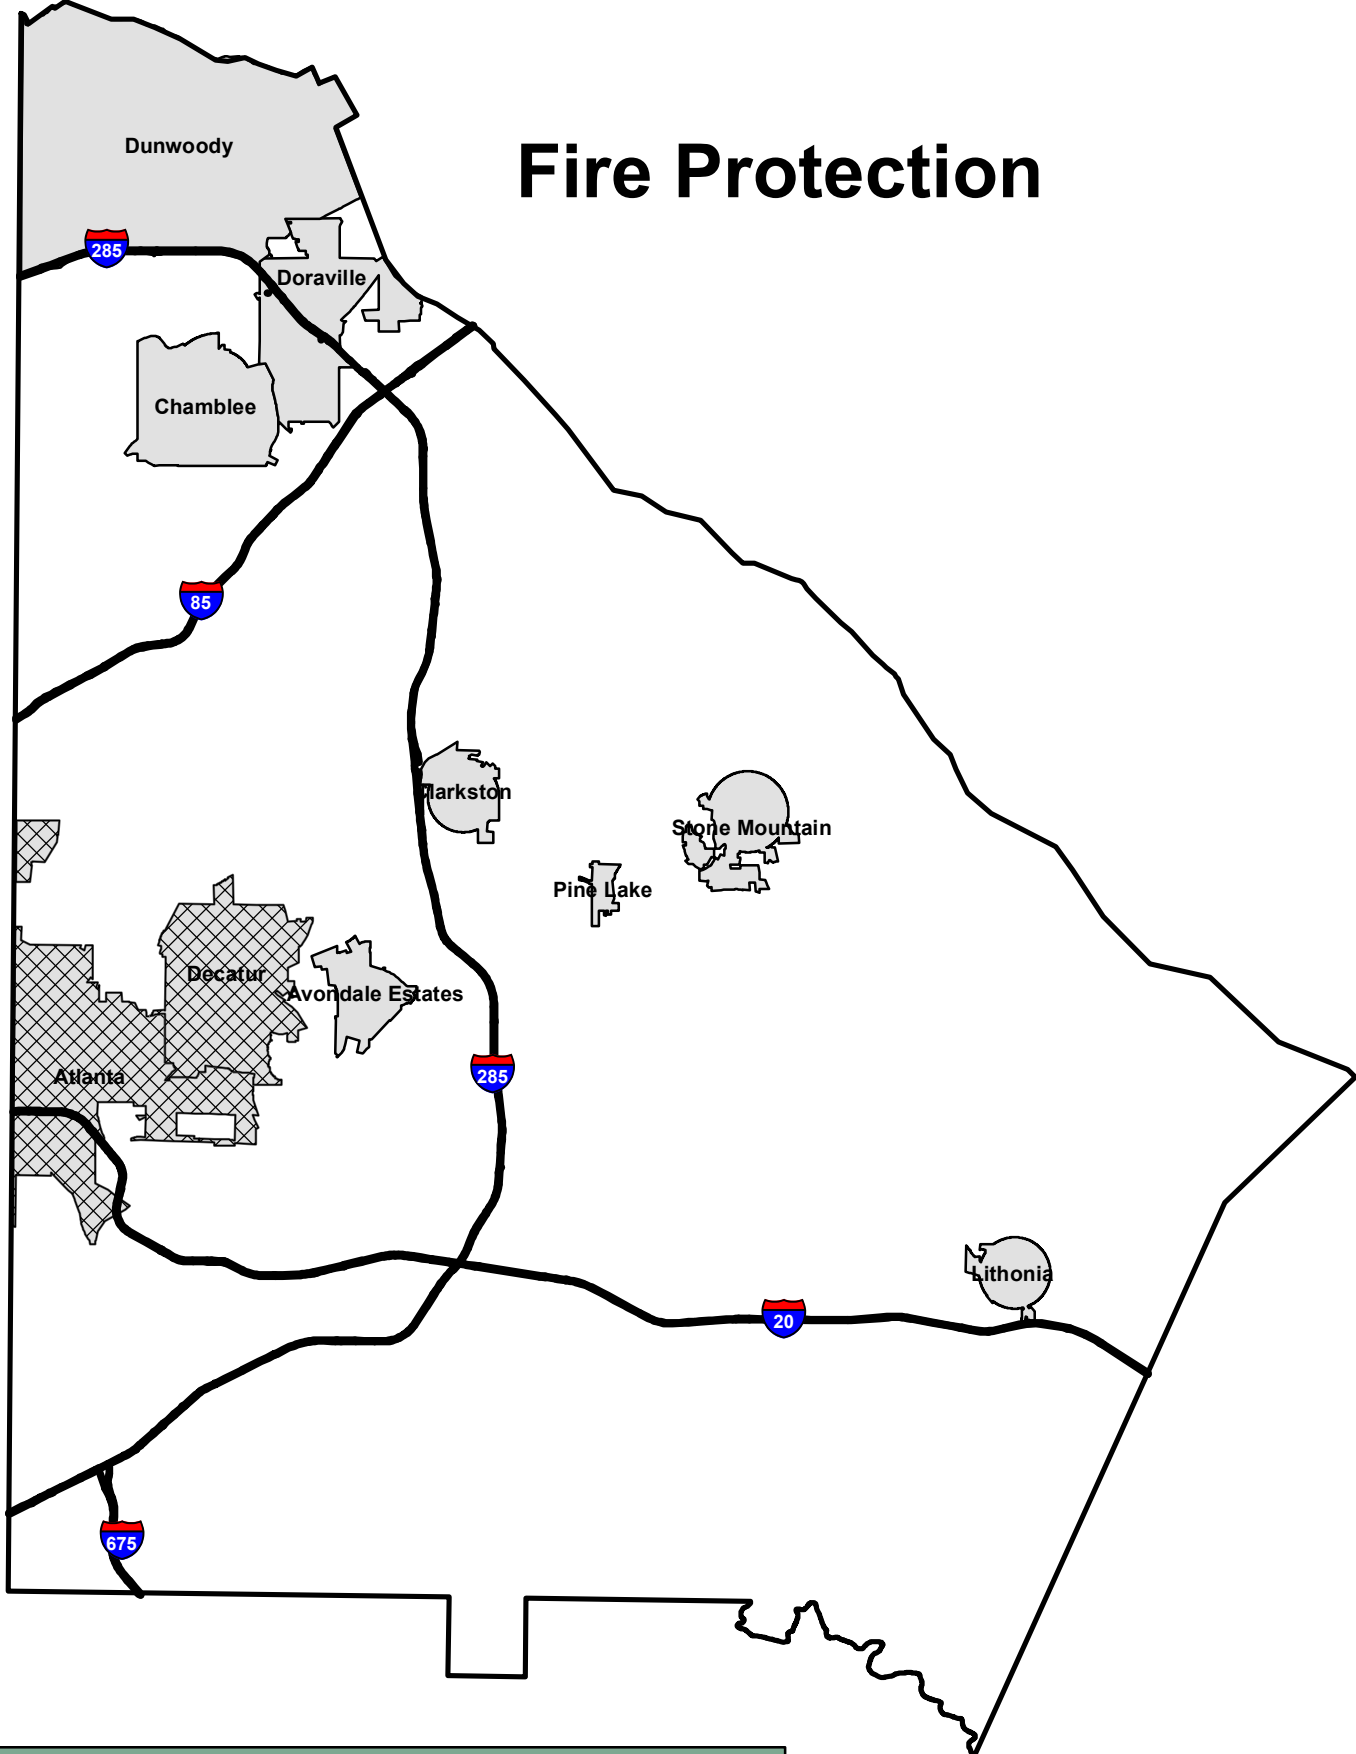 Fire Protection
Dunwoody
285
Doraville
Chamblee
85
Clarkston
Stone Mountain
Pine Lake
Decatur
Avondale Estates
Atlanta
285
Lithonia
20
675